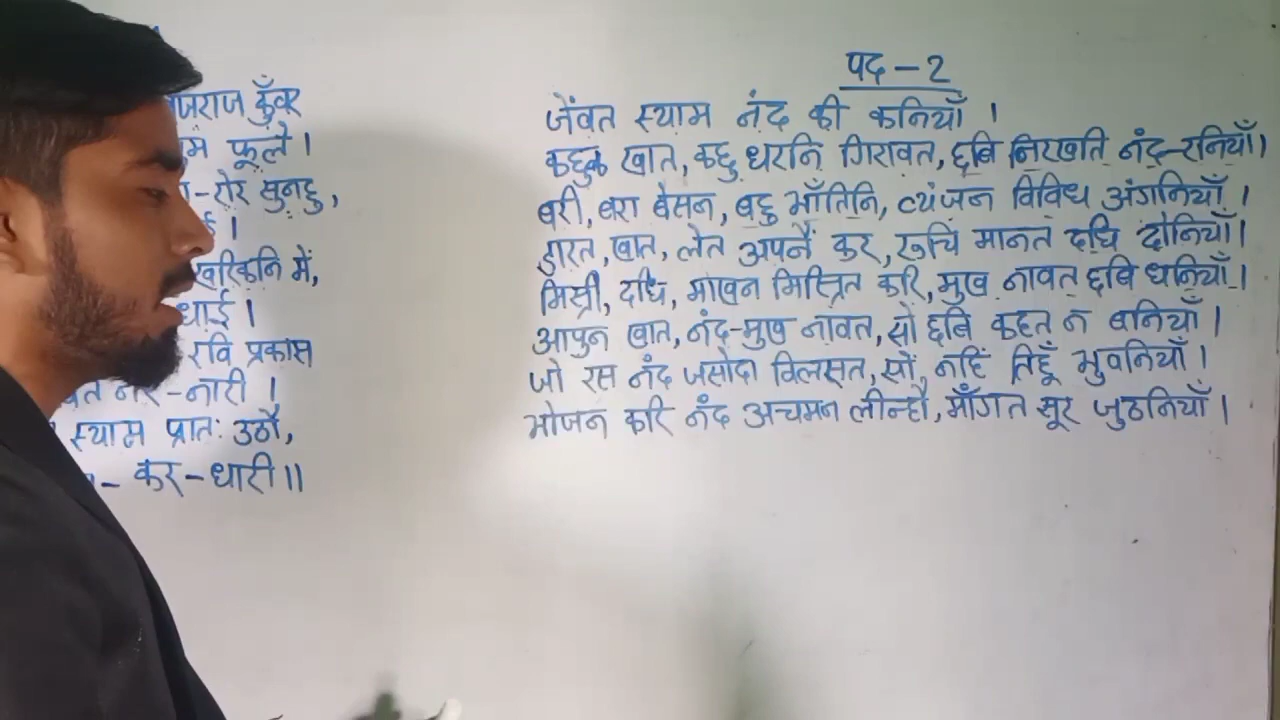 कुँवर
फूले।
-रोर सुनहु,
खरिकनि में,
धाई।
रवि प्रकास
नर-नारी।
स्याम प्रातः उठौ,
- कर-धारी॥
पद-2
जेंवत स्याम नंद की कनियाँ।
कछुक खात, कछु धरनि गिरावत, छबि निरखति नंद-रनियाँ।
बरी, बरा बेसन, बहु भाँतिनि, व्यंजन विविध अंगनियाँ।
डारत, खात, लेत अपनैं कर, रुचि मानत दधि दोनियाँ।
मिस्री, दधि, माखन मिस्रित करि, मुख नावत छबि धनियाँ।
आपुन खात, नंद-मुख नावत, सो छबि कहत न बनियाँ।
जो रस नंद जसोदा विलसत, सो नहिं तिहूँ भुवनियाँ।
भोजन करि नंद अचमन लीन्हौ, माँगत सूर जुठनियाँ।